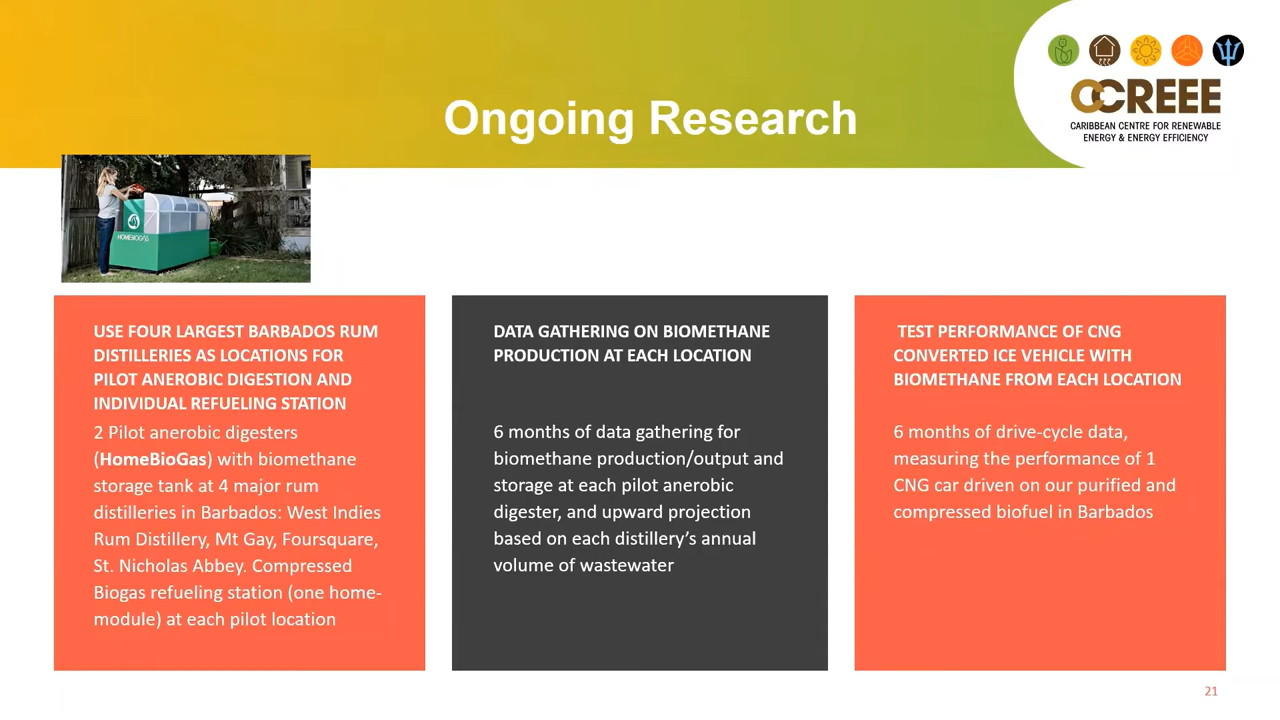 Ongoing Research
CCREEE
CARIBBEAN CENTRE FOR RENEWABLE
ENERGY & ENERGY EFFICIENCY
HOMEBIOGAS
USE FOUR LARGEST BARBADOS RUM
DISTILLERIES AS LOCATIONS FOR
PILOT ANEROBIC DIGESTION AND
INDIVIDUAL REFUELING STATION
2 Pilot anerobic digesters
(HomeBioGas) with biomethane
storage tank at 4 major rum
distilleries in Barbados: West Indies
Rum Distillery, Mt Gay, Foursquare,
St. Nicholas Abbey. Compressed
Biogas refueling station (one home-
module) at each pilot location
DATA GATHERING ON BIOMETHANE
PRODUCTION AT EACH LOCATION
6 months of data gathering for
biomethane production/output and
storage at each pilot anerobic
digester, and upward projection
based on each distillery's annual
volume of wastewater
TEST PERFORMANCE OF CNG
CONVERTED ICE VEHICLE WITH
BIOMETHANE FROM EACH LOCATION
6 months of drive-cycle data,
measuring the performance of 1
CNG car driven on our purified and
compressed biofuel in Barbados
21